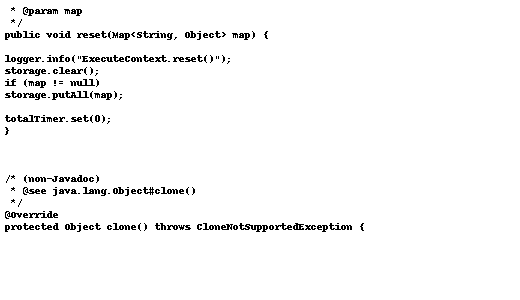 * @param map
 */
public void reset(Map<String, Object> map) {
logger.info("ExecuteContext.reset()");
storage.clear();
if (map != null)
storage.putAll(map);
totalTimer.set(0);
}
/* (non-Javadoc)
 * @see java.lang.Object#clone()
 */
@Override
protected Object clone() throws CloneNotSupportedException {